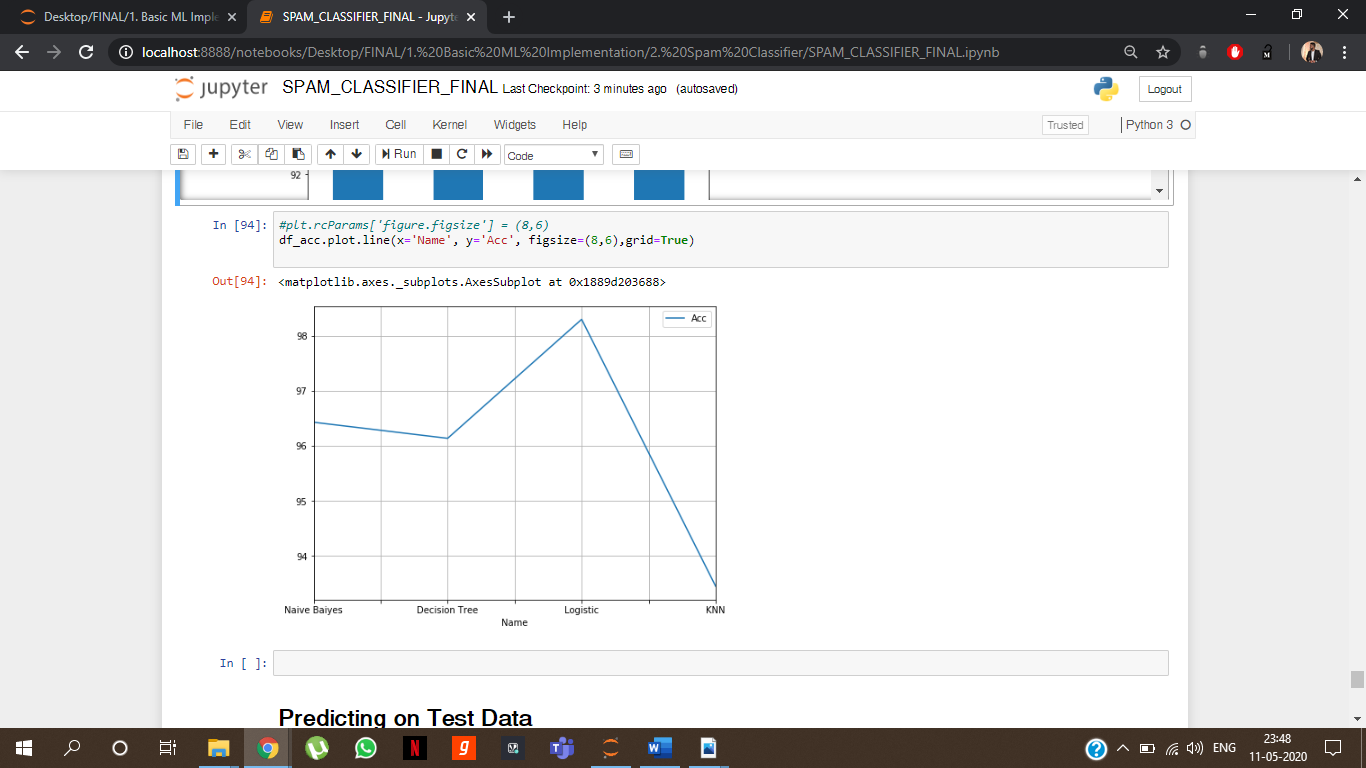 Desktop/FINAL/1. Basic ML Imple
SPAM_CLASSIFIER_FINAL - Jupyte
localhost:8888/notebooks/Desktop/FINAL/1.%20Basic%20ML%20Implementation/2.%20Spam%20Classifier/SPAM_CLASSIFIER_FINAL.ipynb
jupyter SPAM_CLASSIFIER_FINAL Last Checkpoint: 3 minutes ago (autosaved)
Logout
File Edit View Insert Cell Kernel Widgets Help
Trusted
Python 3
Run
Code
92
In [94]: #plt.rcParams['figure.figsize'] = (8,6)
df_acc.plot.line(x='Name', y='Acc', figsize=(8,6),grid=True)
Out[94]: <matplotlib.axes._subplots.AxesSubplot at 0x1889d203688>
Acc
98
97
96
95
94
Naive Baiyes Decision Tree Logistic KNN
Name
In [ ]:
Predicting on Test Data
ENG
23:48
11-05-2020